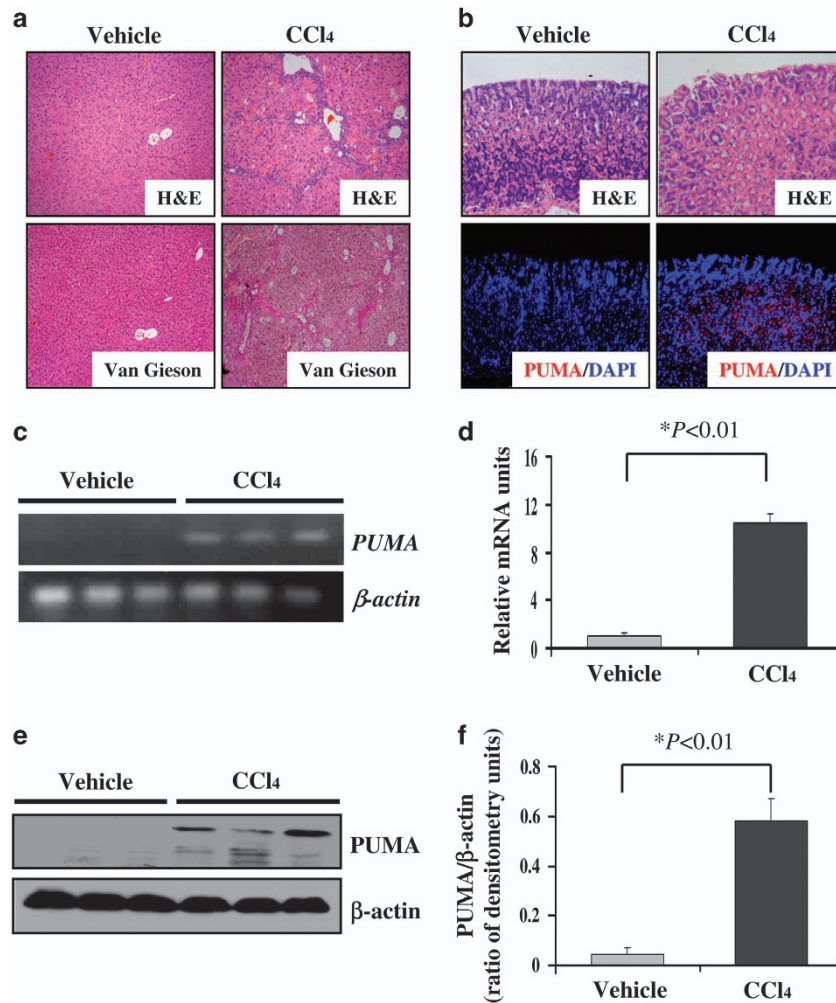 a
Vehicle CCl₄
H&E H&E
Van Gieson Van Gieson
b
Vehicle CCl₄
H&E H&E
PUMA/DAPI PUMA/DAPI
c
Vehicle CCl₄
PUMA
β-actin
d
*P<0.01
Relative mRNA units
16
12
8
4
0
Vehicle CCl₄
e
Vehicle CCl₄
PUMA
β-actin
f
*P<0.01
PUMA/β-actin
(ratio of densitometry units)
0.8
0.6
0.4
0.2
0
Vehicle CCl₄